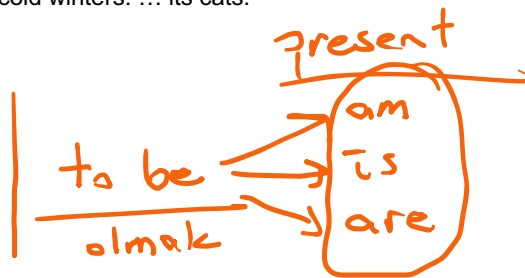 cold winters. … its cats.
present
am
to be is
olmak are